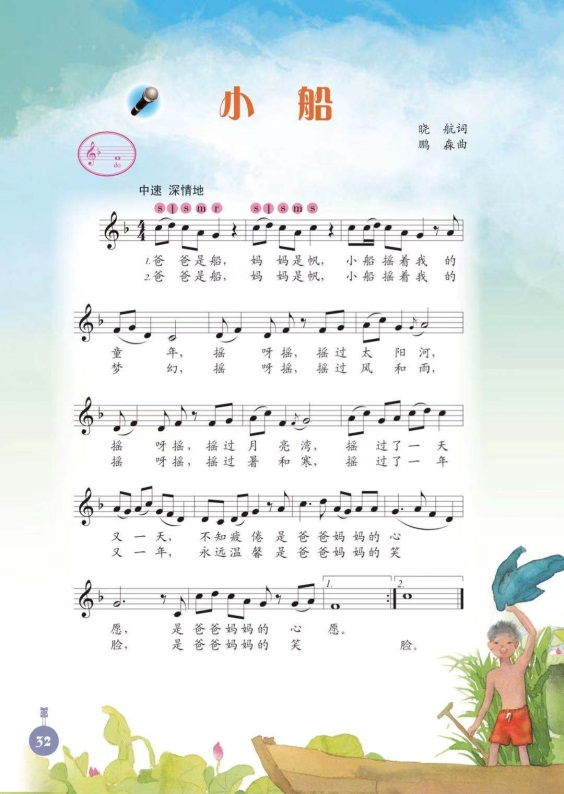 小 船
晓 航词
鹏 淼曲
do
中速 深情地
s l s m r s l s m s
1.爸 爸是船, 妈 妈是帆, 小船摇着我 的
2.爸 爸是船, 妈 妈是帆, 小船摇着我 的
童 年, 摇 呀摇, 摇过 太 阳河,
梦 幻, 摇 呀摇, 摇过 风 和雨,
摇 呀摇, 摇过 月 亮湾, 摇 过了 一 天
摇 呀摇, 摇过 暑 和寒, 摇 过了 一 年
又 一 天, 不知疲 倦 是 爸爸妈妈的 心
又 一 年, 永远温 馨 是 爸爸妈妈的 笑
愿, 是 爸爸妈妈的 心 愿。
脸, 是 爸爸妈妈的 笑 脸。
1. 2.
32